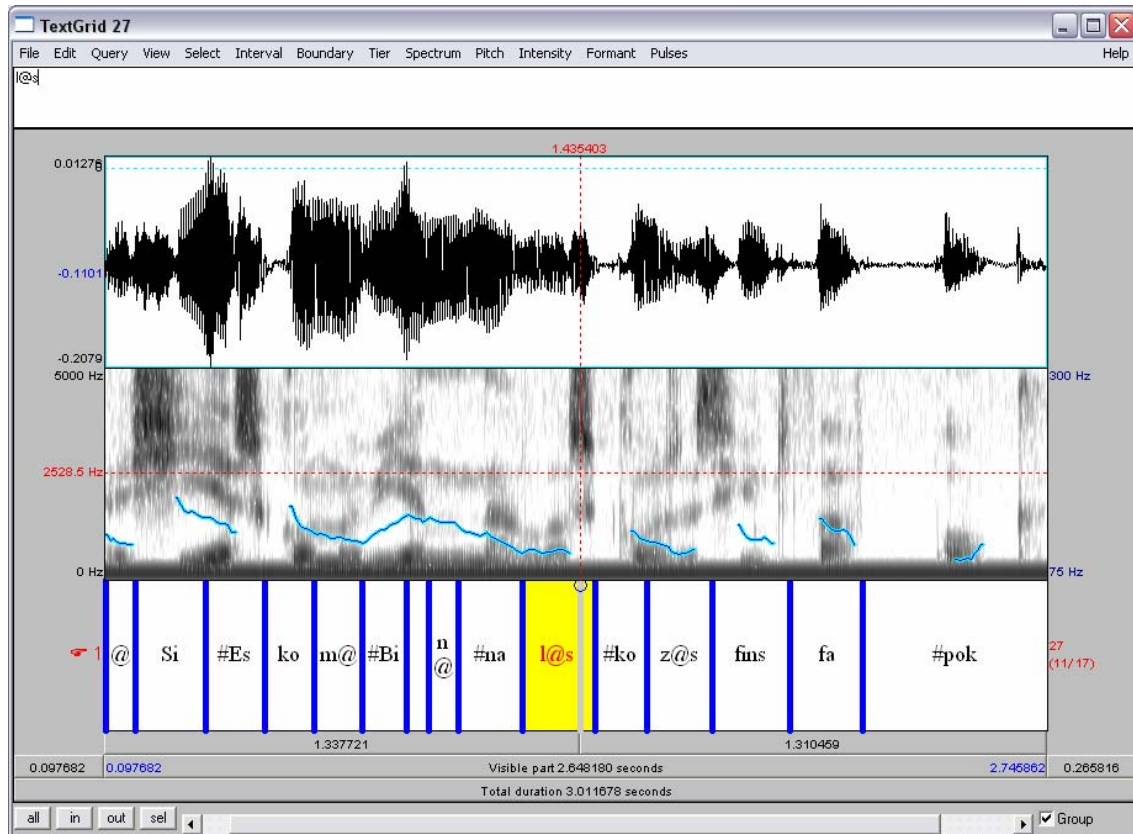 TextGrid 27
File Edit Query View Select Interval Boundary Tier Spectrum Pitch Intensity Formant Pulses Help
l@s
1.435403
0.01276
-0.1101
-0.2079
5000 Hz 300 Hz
2528.5 Hz
0 Hz 75 Hz
1 @ Si #Es ko m@ #Bi n @ #na l@s #ko z@s fins fa #pok 27
(11/17)
1.337721 1.310459
0.097682 0.097682 Visible part 2.648180 seconds 2.745862 0.265816
Total duration 3.011678 seconds
all in out sel Group